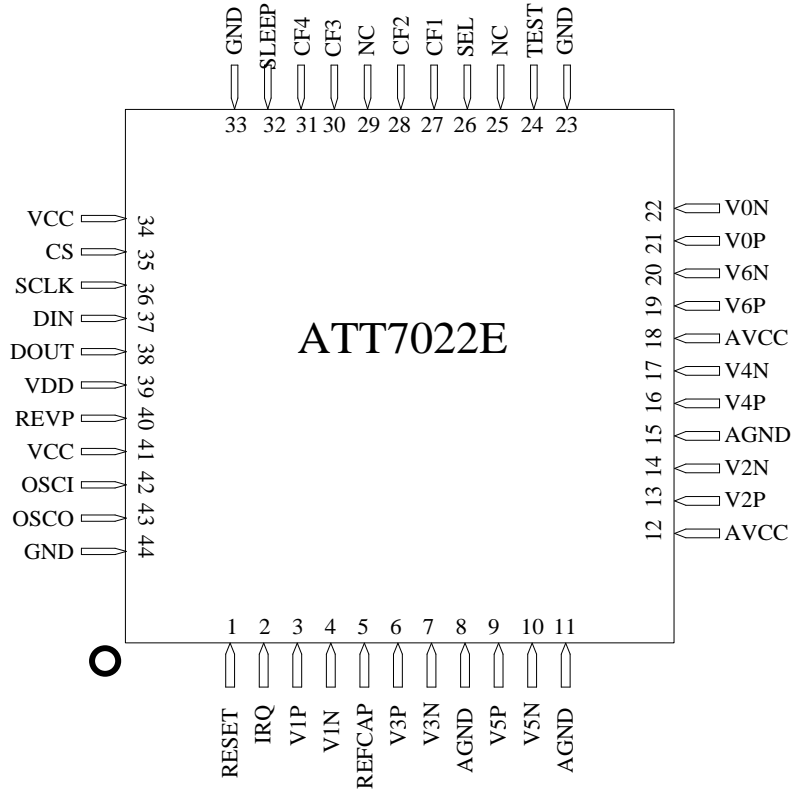 GND SLEEP CF4 CF3 NC CF2 CF1 SEL NC TEST GND
33 32 31 30 29 28 27 26 25 24 23
VCC 34
CS 35
SCLK 36
DIN 37
DOUT 38
VDD 39
REVP 40
VCC 41
OSCI 42
OSCO 43
GND 44
ATT7022E
22 V0N
21 V0P
20 V6N
19 V6P
18 AVCC
17 V4N
16 V4P
15 AGND
14 V2N
13 V2P
12 AVCC
1 2 3 4 5 6 7 8 9 10 11
RESET IRQ V1P V1N REFCAP V3P V3N AGND V5P V5N AGND